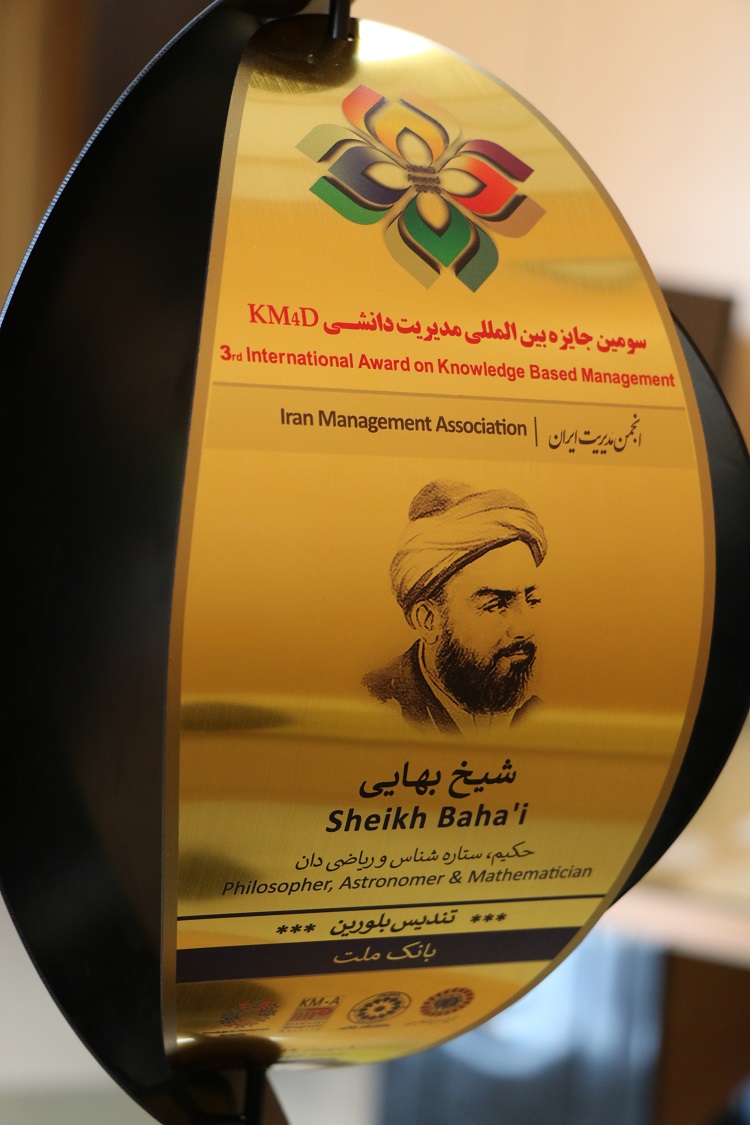 سومین جایزه بین المللی مدیریت دانشی KM4D
3rd International Award on Knowledge Based Management
Iran Management Association | انجمن مدیریت ایران
شیخ بهایی
Sheikh Baha'i
حکیم، ستاره شناس و ریاضی دان
Philosopher, Astronomer & Mathematician
*** تندیس بلورین ***
بانک ملت
KM-A